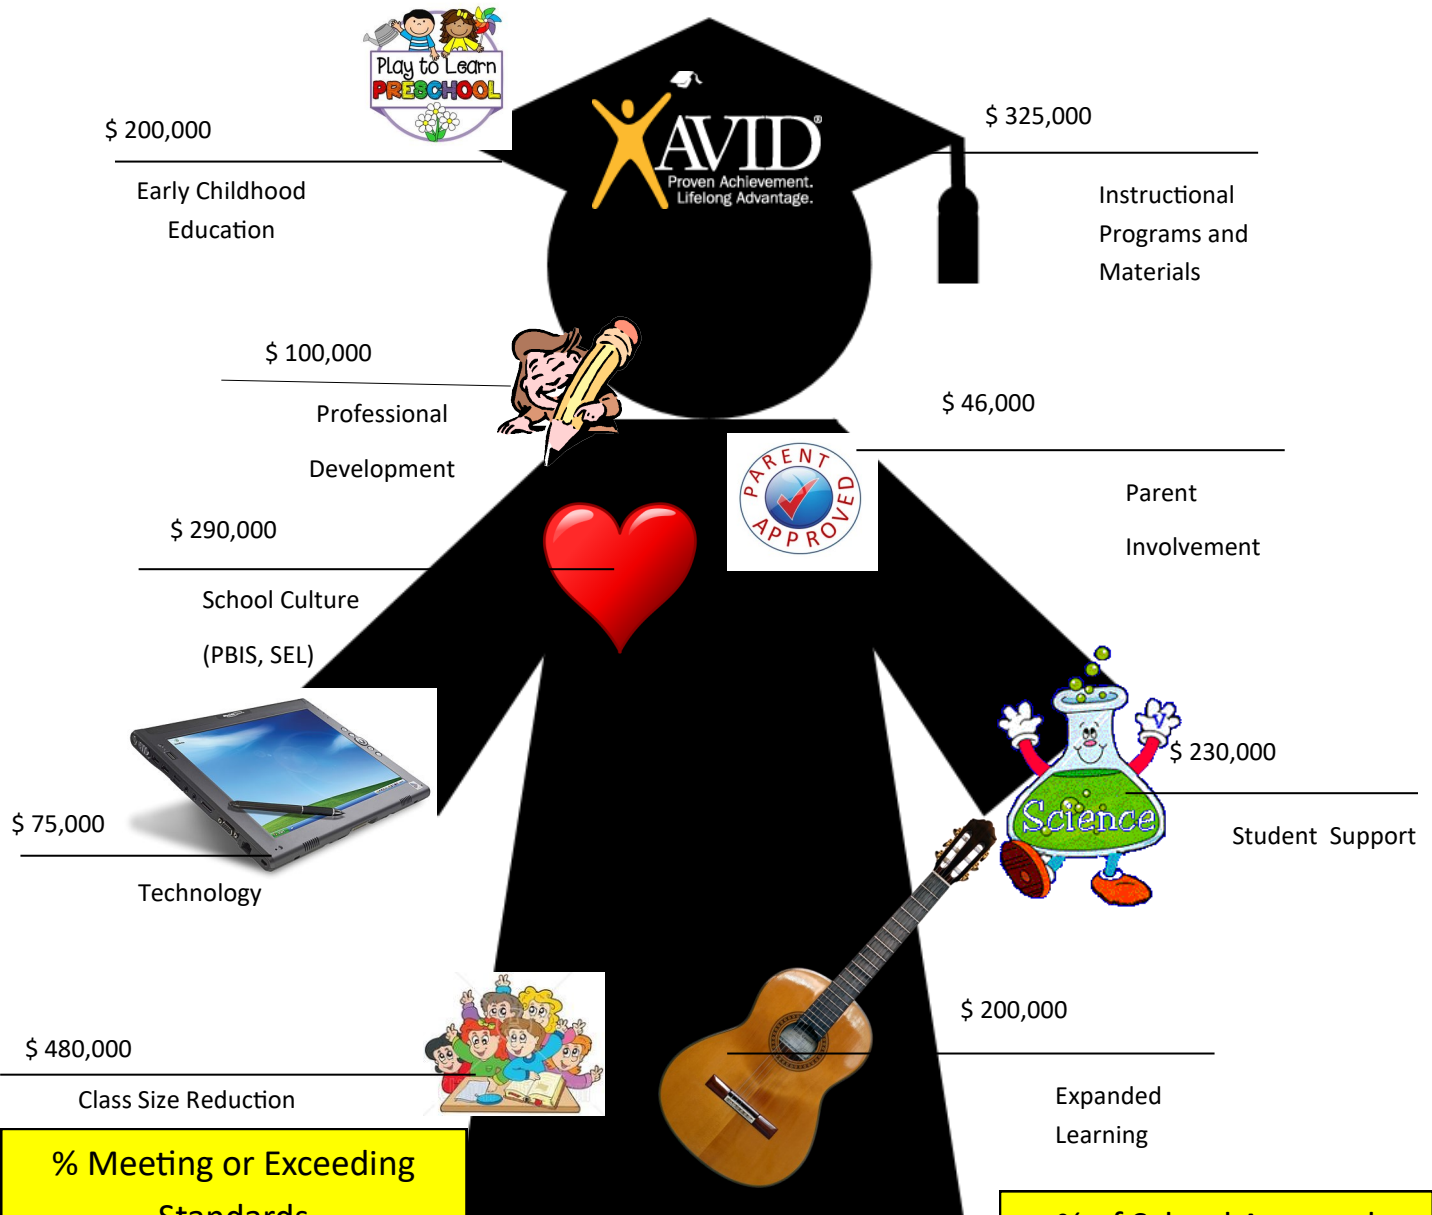 Play to Learn
PRESCHOOL
AVID®
Proven Achievement.
Lifelong Advantage.
$ 200,000
Early Childhood
Education
$ 325,000
Instructional
Programs and
Materials
$ 100,000
Professional
Development
$ 46,000
Parent
Involvement
PARENT APPROVED
$ 290,000
School Culture
(PBIS, SEL)
$ 230,000
Student Support
Science
$ 75,000
Technology
$ 200,000
Expanded
Learning
$ 480,000
Class Size Reduction
% Meeting or Exceeding
Standards